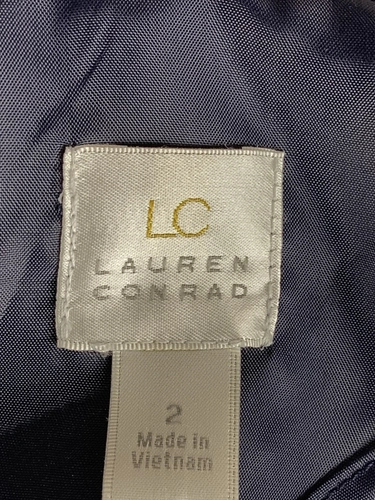 LC
LAUREN
CONRAD
2
Made in
Vietnam